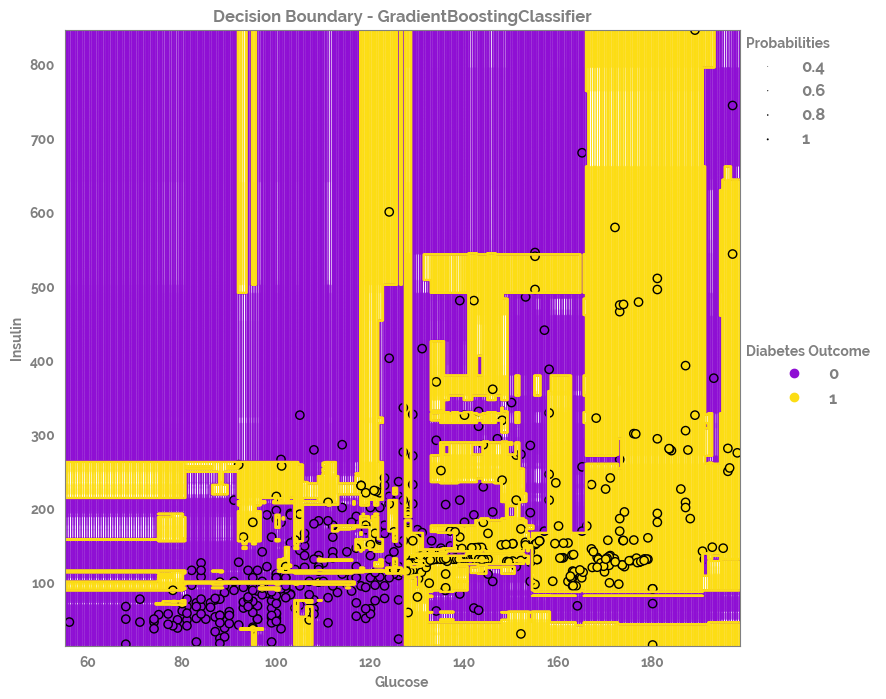 Decision Boundary - GradientBoostingClassifier
Probabilities
0.4
0.6
0.8
1
Diabetes Outcome
0
1
Insulin
800
700
600
500
400
300
200
100
60 80 100 120 140 160 180
Glucose